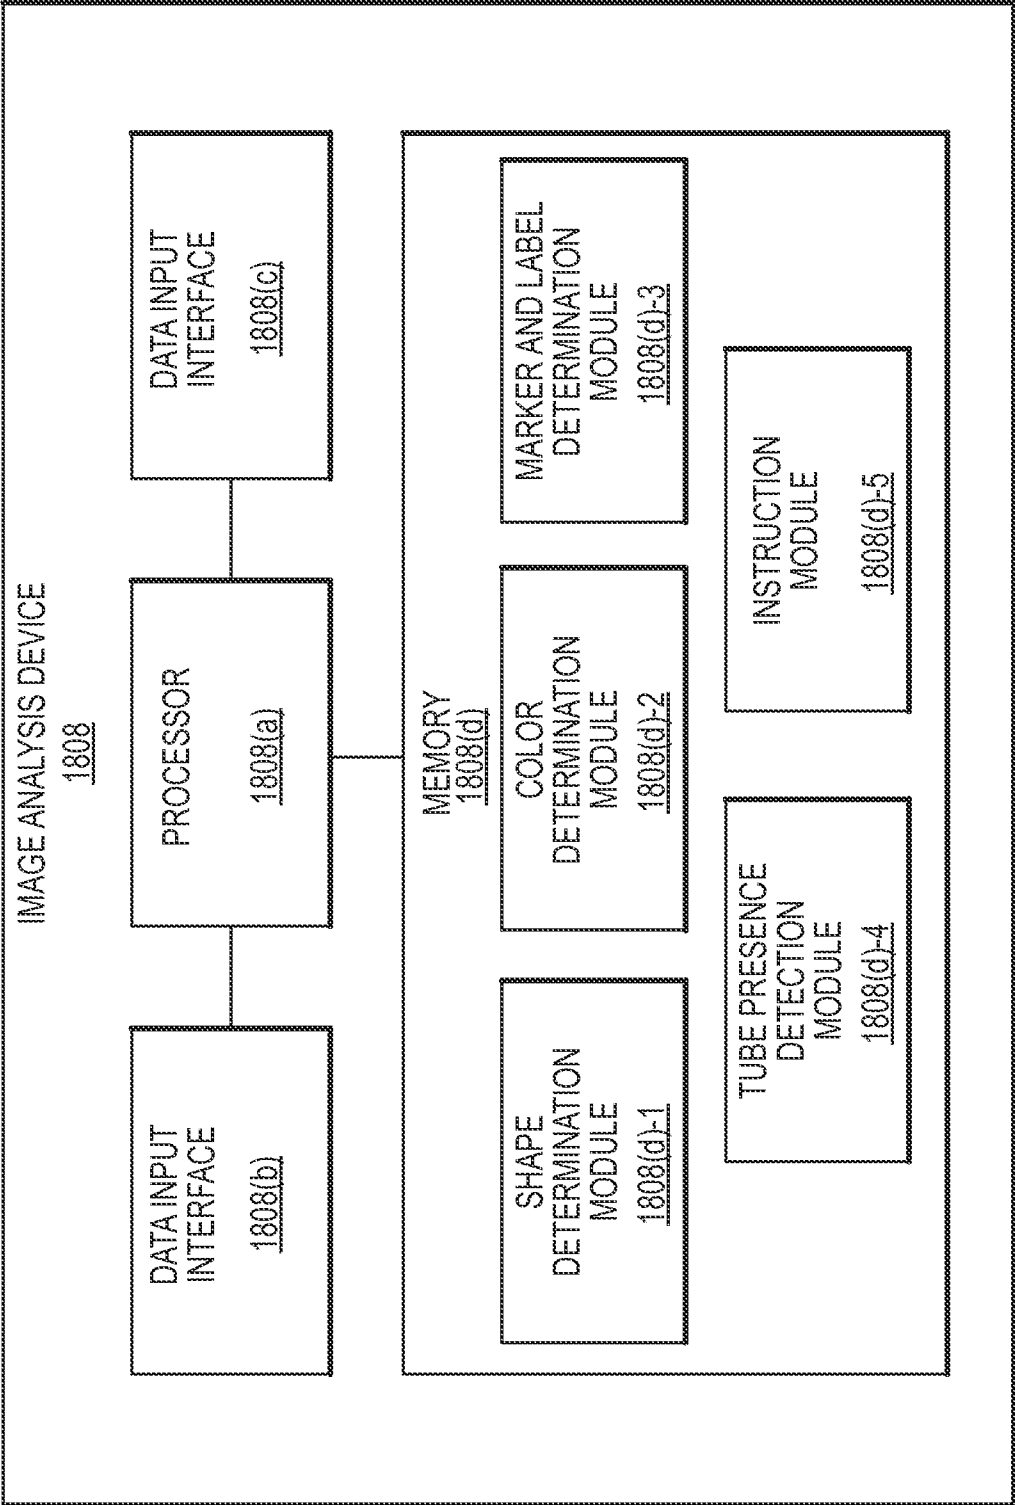 IMAGE ANALYSIS DEVICE
1808
DATA INPUT
INTERFACE
1808(b)
PROCESSOR
1808(a)
DATA INPUT
INTERFACE
1808(c)
MEMORY
1808(d)
SHAPE
DETERMINATION
MODULE
1808(d)-1
COLOR
DETERMINATION
MODULE
1808(d)-2
MARKER AND LABEL
DETERMINATION
MODULE
1808(d)-3
TUBE PRESENCE
DETECTION
MODULE
1808(d)-4
INSTRUCTION
MODULE
1808(d)-5